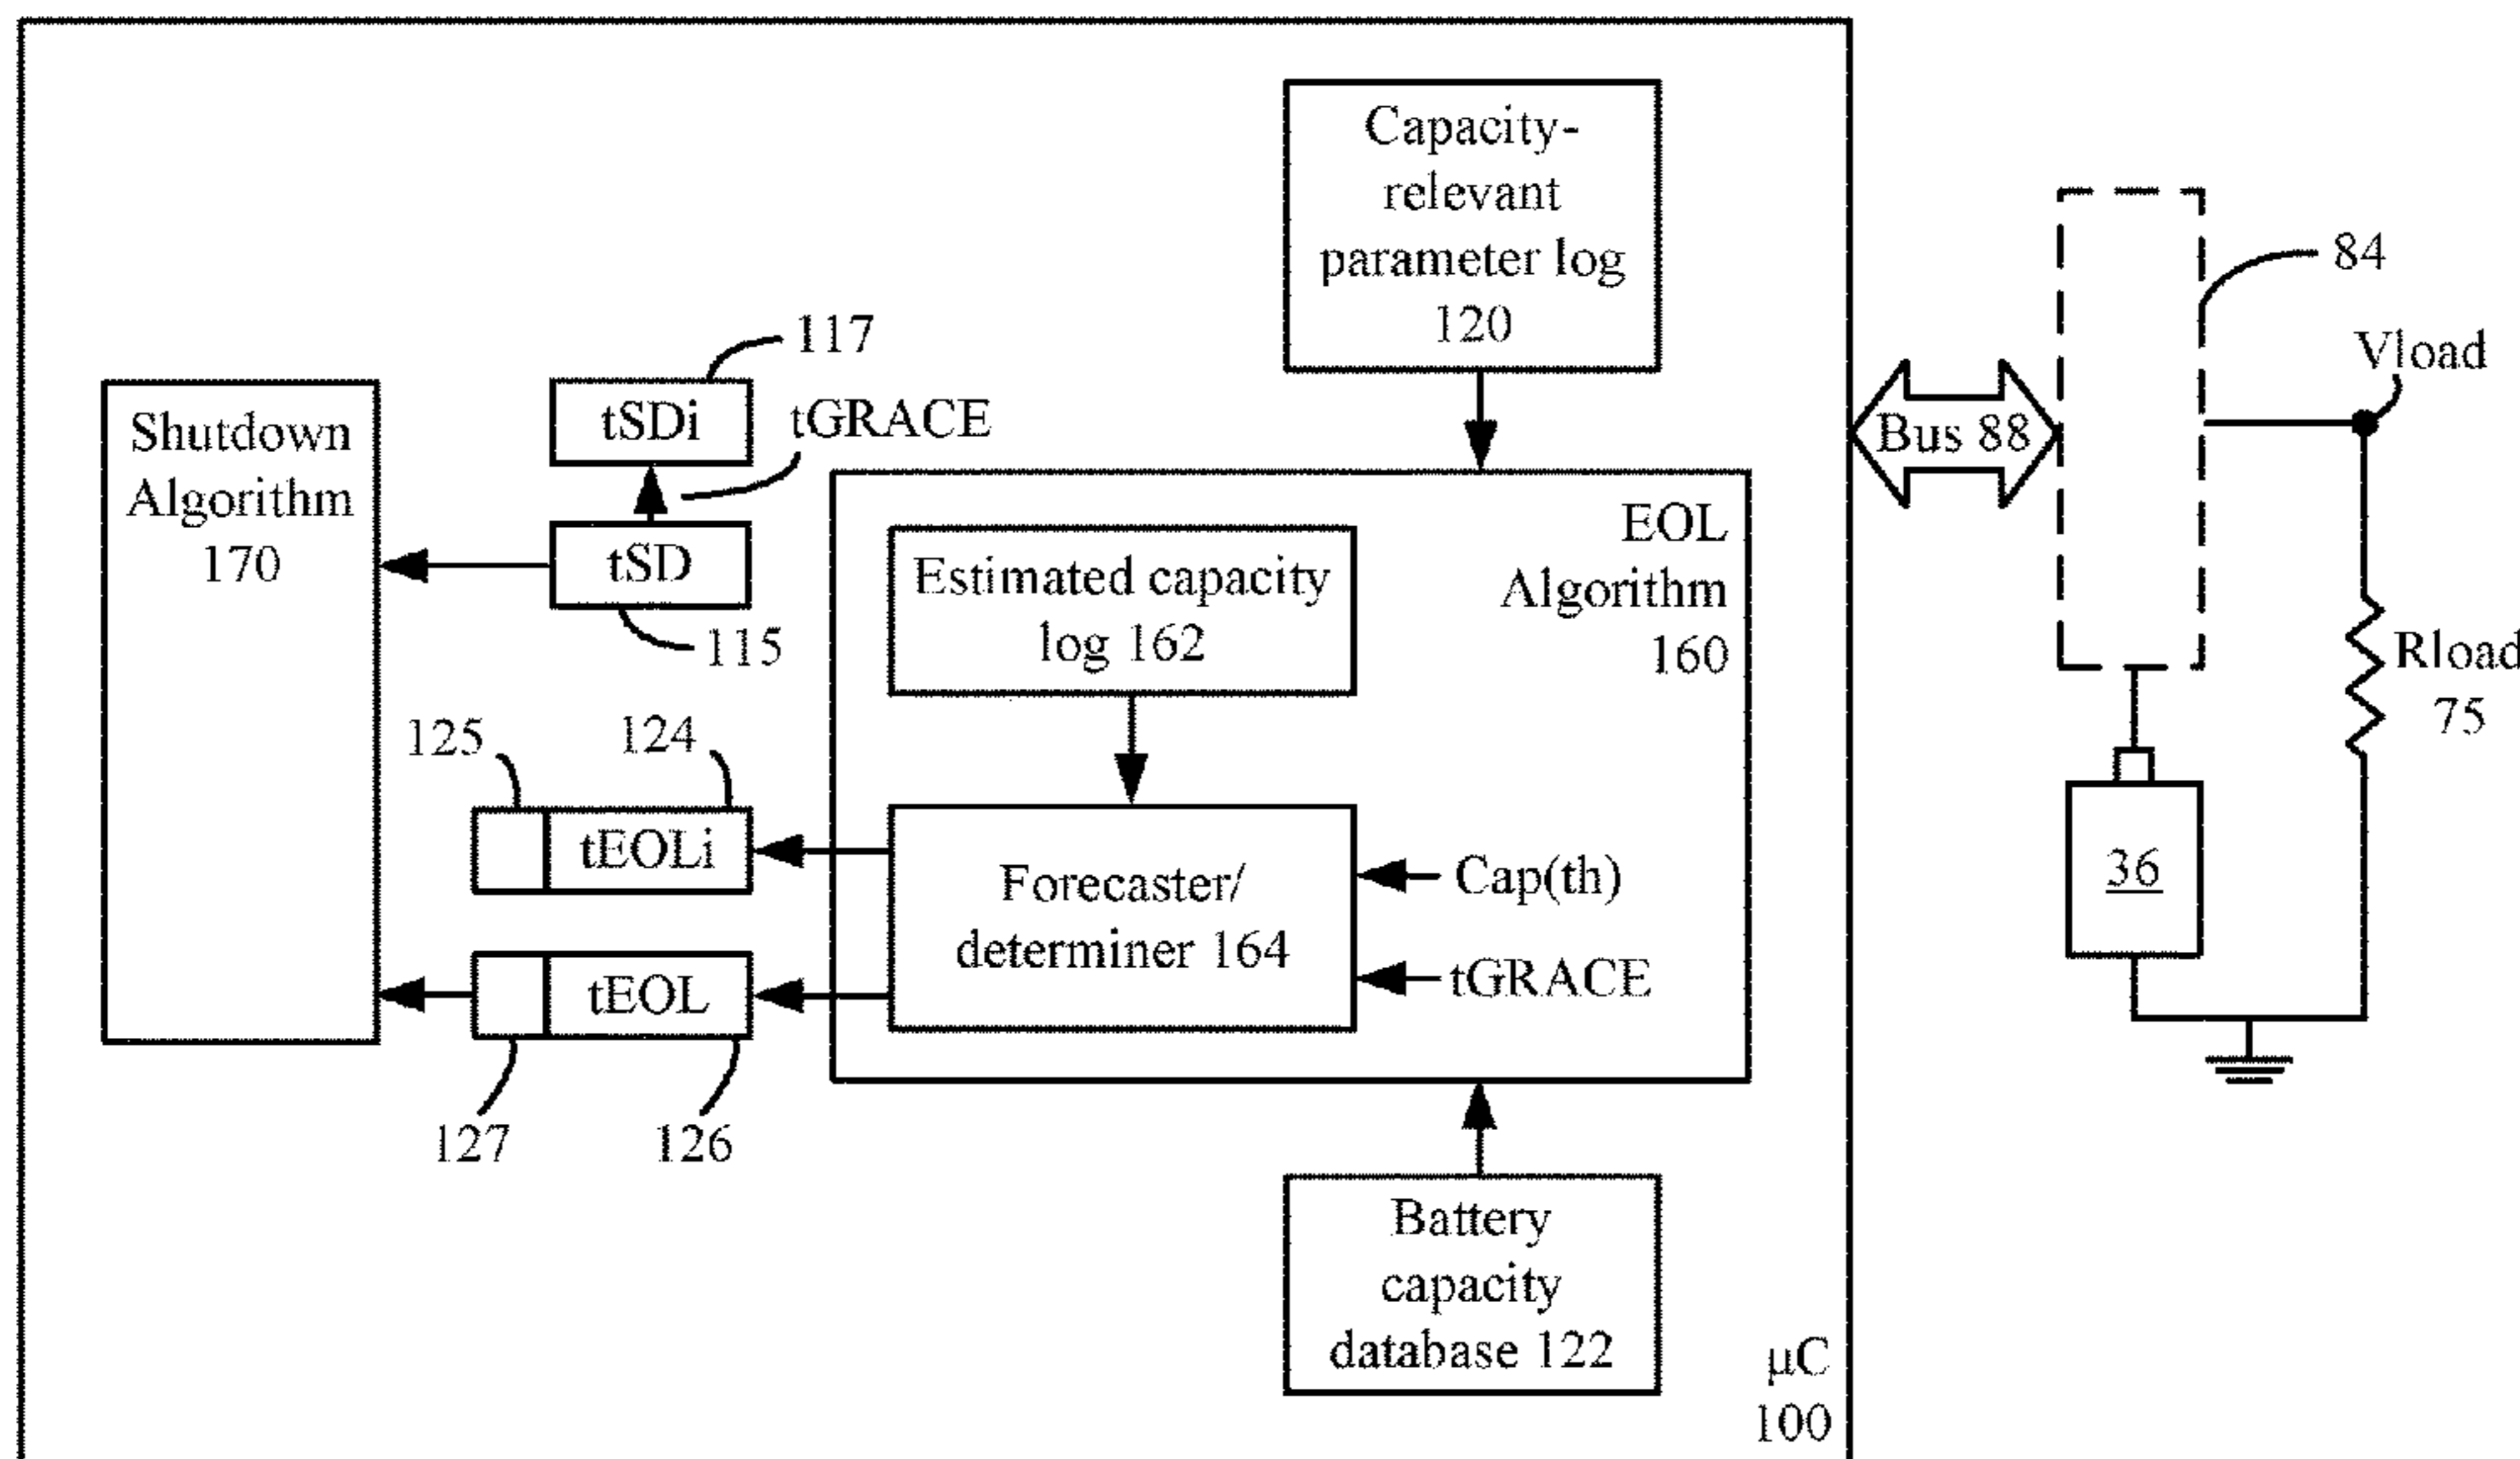 Capacity-
relevant
parameter log
120
84
Vload
117
Bus 88
Shutdown
Algorithm
170
tSDi
tGRACE
tSD
115
EOL
Algorithm
160
Estimated capacity
log 162
Rload
75
125
124
tEOLi
36
Forecaster/
determiner 164
Cap(th)
tGRACE
tEOL
127
126
Battery
capacity
database 122
µC
100